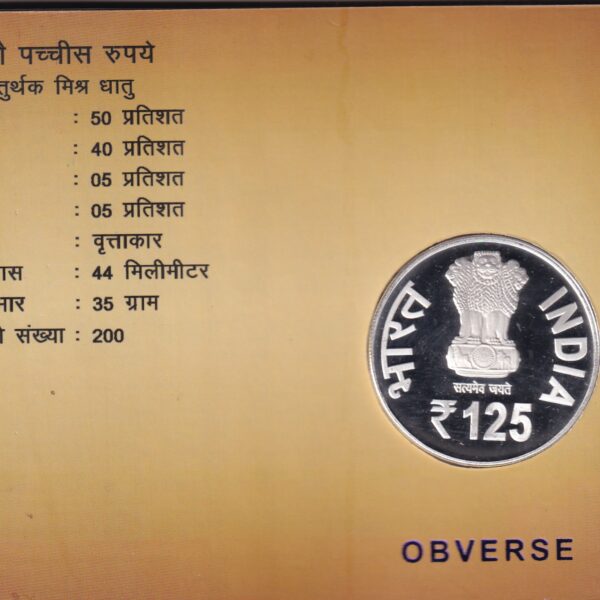 पच्चीस रुपये
मिश्र धातु
: 50 प्रतिशत
: 40 प्रतिशत
: 05 प्रतिशत
: 05 प्रतिशत
: वृत्ताकार
: 44 मिलीमीटर
: 35 ग्राम
संख्या : 200
भारत
INDIA
सत्यमेव जयते
₹ 125
OBVERSE